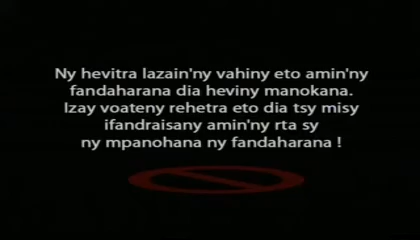 Ny hevitra lazain'ny vahiny eto amin'ny
fandaharana dia heviny manokana.
Izay voateny rehetra eto dia tsy misy
ifandraisany amin'ny rta sy
ny mpanohana ny fandaharana !